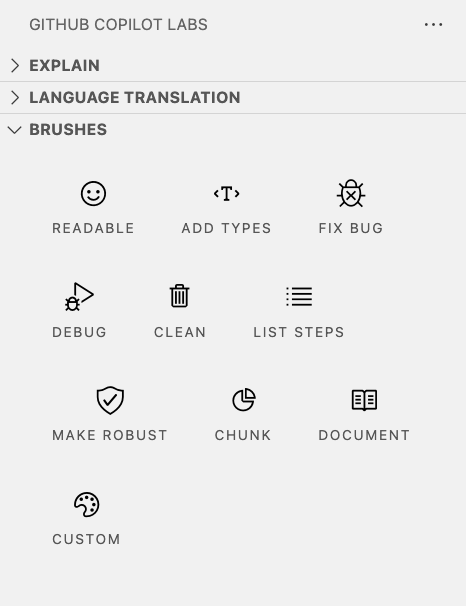 GITHUB COPILOT LABS
EXPLAIN
LANGUAGE TRANSLATION
BRUSHES
READABLE ADD TYPES FIX BUG
DEBUG CLEAN LIST STEPS
MAKE ROBUST CHUNK DOCUMENT
CUSTOM